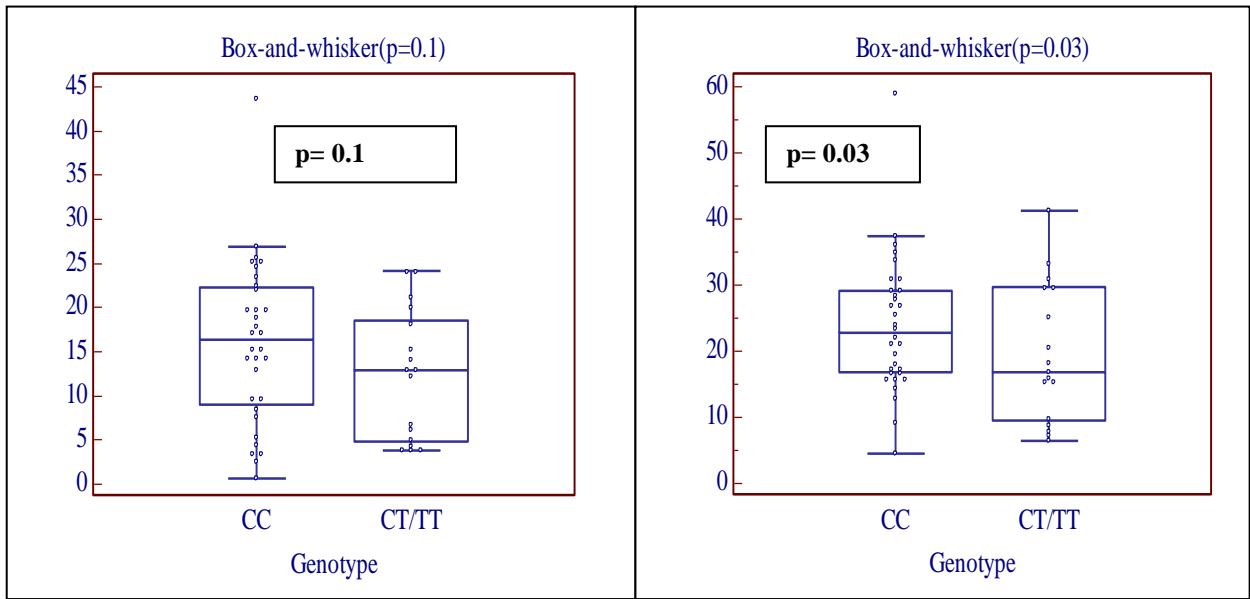 Box-and-whisker(p=0.1)
45
40
35
30
25
20
15
10
5
0
p= 0.1
CC CT/TT
Genotype
Box-and-whisker(p=0.03)
60
50
40
30
20
10
0
p= 0.03
CC CT/TT
Genotype